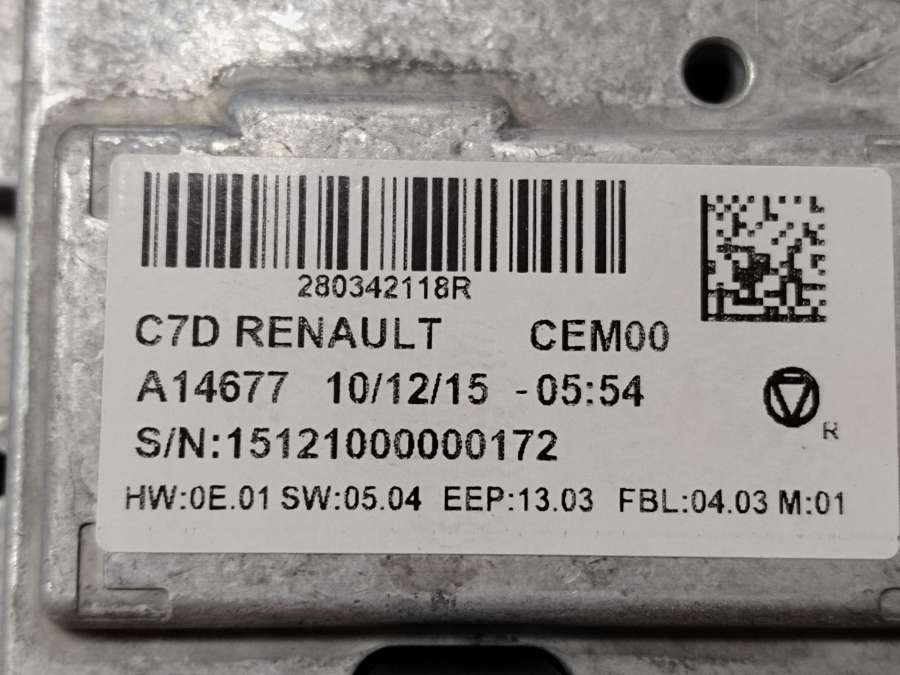 280342118R
C7D RENAULT CEM00
A14677 10/12/15 -05:54
R
S/N:15121000000172
HW:0E.01 SW:05.04 EEP:13.03 FBL:04.03 M:01